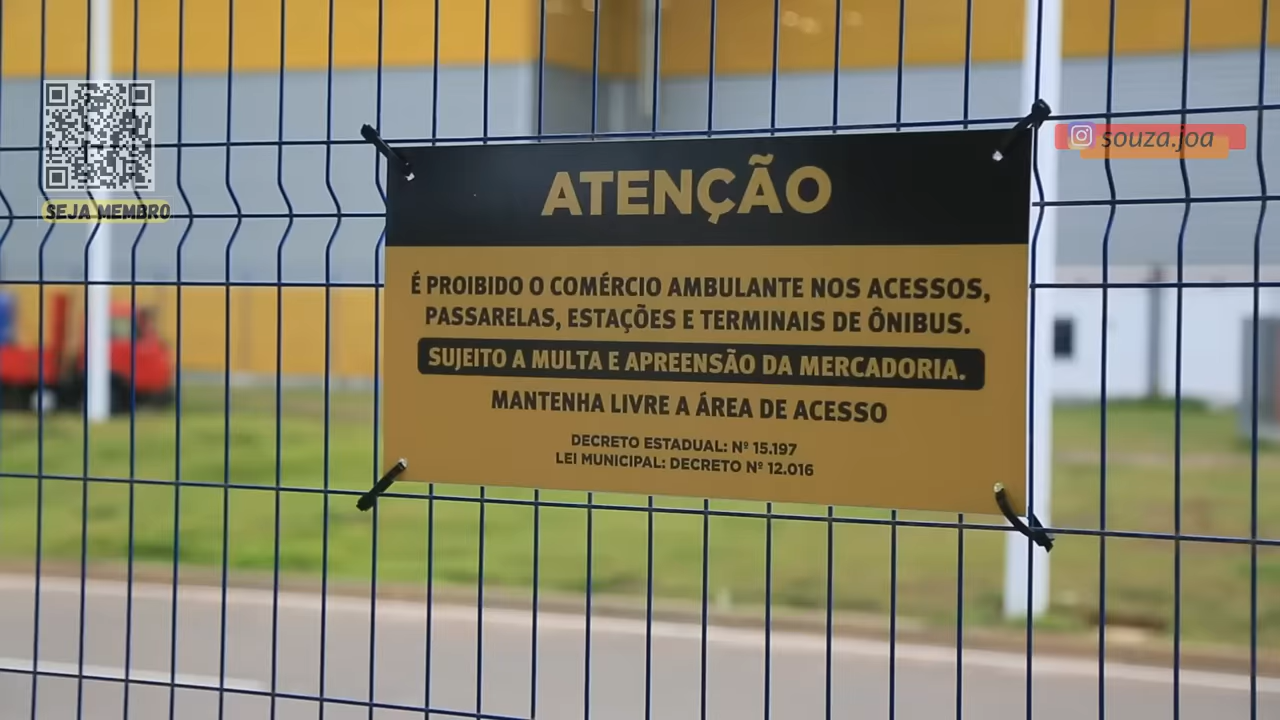 SEJA MEMBRO
souza.joa
ATENÇÃO
É PROIBIDO O COMÉRCIO AMBULANTE NOS ACESSOS,
PASSARELAS, ESTAÇÕES E TERMINAIS DE ÔNIBUS.
SUJEITO A MULTA E APREENSÃO DA MERCADORIA.
MANTENHA LIVRE A ÁREA DE ACESSO
DECRETO ESTADUAL: Nº 15.197
LEI MUNICIPAL: DECRETO Nº 12.016